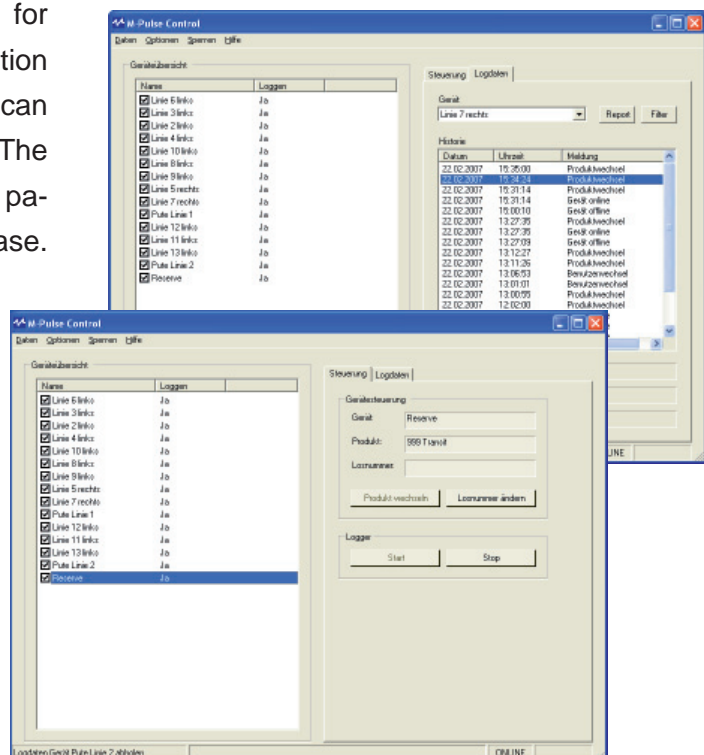 for
tion
can
The
pa-
ase.
M-Pulse Control
Daten Optionen Sperren Hilfe
Geräteübersicht
Name Loggen
Linie 6 links Ja
Linie 3 links Ja
Linie 2 links Ja
Linie 4 links Ja
Linie 10 links Ja
Linie 8 links Ja
Linie 9 links Ja
Linie 5 rechts Ja
Linie 7 rechts Ja
Pute Linie 1 Ja
Linie 12 links Ja
Linie 11 links Ja
Linie 13 links Ja
Pute Linie 2 Ja
Reserve Ja
Steuerung Logdaten
Gerät
Linie 7 rechts Report Filter
Historie
Datum Uhrzeit Meldung
22.02.2007 15:35:00 Produktwechsel
22.02.2007 15:34:24 Produktwechsel
22.02.2007 15:31:14 Produktwechsel
22.02.2007 15:31:14 Gerät online
22.02.2007 15:00:10 Gerät offline
22.02.2007 13:27:35 Produktwechsel
22.02.2007 13:27:35 Gerät online
22.02.2007 13:27:09 Gerät offline
22.02.2007 13:12:27 Produktwechsel
22.02.2007 13:11:26 Produktwechsel
22.02.2007 13:06:53 Benutzerwechsel
22.02.2007 13:01:01 Benutzerwechsel
22.02.2007 13:00:55 Produktwechsel
22.02.2007 12:02:00 Produktwechsel
LINE
M-Pulse Control
Daten Optionen Sperren Hilfe
Geräteübersicht
Name Loggen
Linie 6 links Ja
Linie 3 links Ja
Linie 2 links Ja
Linie 4 links Ja
Linie 10 links Ja
Linie 8 links Ja
Linie 9 links Ja
Linie 5 rechts Ja
Linie 7 rechts Ja
Pute Linie 1 Ja
Linie 12 links Ja
Linie 11 links Ja
Linie 13 links Ja
Pute Linie 2 Ja
Reserve Ja
Steuerung Logdaten
Gerätesteuerung
Gerät: Reserve
Produkt: 999 Transit
Losnummer:
Produkt wechseln Losnummer ändern
Logger
Start Stop
Logdaten Gerät Pute Linie 2 abholen ONLINE